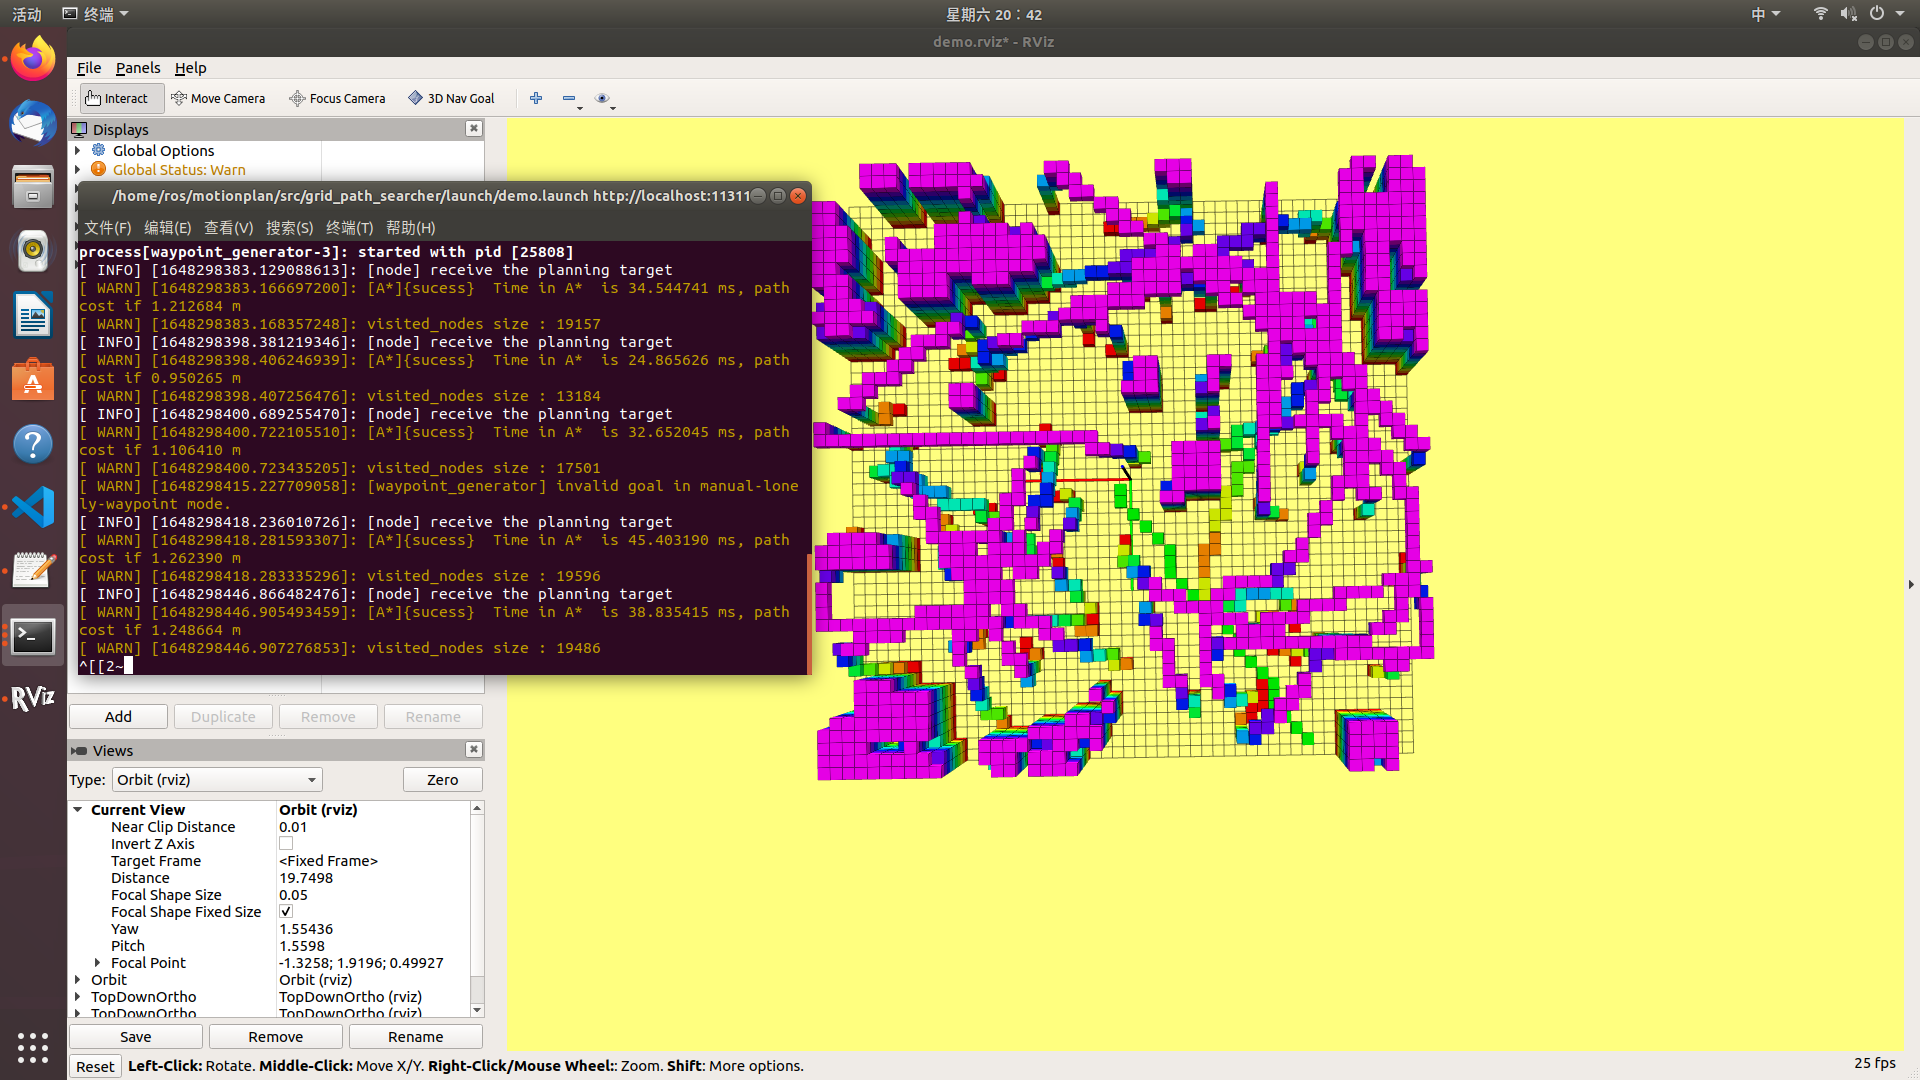 活动
终端
星期六 20：42
中
demo.rviz* - RViz
File Panels Help
Interact Move Camera Focus Camera 3D Nav Goal
Displays
Global Options
Global Status: Warn
/home/ros/motionplan/src/grid_path_searcher/launch/demo.launch http://localhost:11311
文件(F) 编辑(E) 查看(V) 搜索(S) 终端(T) 帮助(H)
process[waypoint_generator-3]: started with pid [25808]
[ INFO] [1648298383.129088613]: [node] receive the planning target
[ WARN] [1648298383.166697200]: [A*]{sucess}  Time in A*  is 34.544741 ms, path
cost if 1.212684 m
[ WARN] [1648298383.168357248]: visited_nodes size : 19157
[ INFO] [1648298398.381219346]: [node] receive the planning target
[ WARN] [1648298398.406246939]: [A*]{sucess}  Time in A*  is 24.865626 ms, path
cost if 0.950265 m
[ WARN] [1648298398.407256476]: visited_nodes size : 13184
[ INFO] [1648298400.689255470]: [node] receive the planning target
[ WARN] [1648298400.722105510]: [A*]{sucess}  Time in A*  is 32.652045 ms, path
cost if 1.106410 m
[ WARN] [1648298400.723435205]: visited_nodes size : 17501
[ WARN] [1648298415.227709058]: [waypoint_generator] invalid goal in manual-lone
ly-waypoint mode.
[ INFO] [1648298418.236010726]: [node] receive the planning target
[ WARN] [1648298418.281593307]: [A*]{sucess}  Time in A*  is 45.403190 ms, path
cost if 1.262390 m
[ WARN] [1648298418.283335296]: visited_nodes size : 19596
[ INFO] [1648298446.866482476]: [node] receive the planning target
[ WARN] [1648298446.905493459]: [A*]{sucess}  Time in A*  is 38.835415 ms, path
cost if 1.248664 m
[ WARN] [1648298446.907276853]: visited_nodes size : 19486
^[[2~
RViz
Add Duplicate Remove Rename
Views
Type: Orbit (rviz) Zero
Current View Orbit (rviz)
Near Clip Distance 0.01
Invert Z Axis
Target Frame <Fixed Frame>
Distance 19.7498
Focal Shape Size 0.05
Focal Shape Fixed Size ✓
Yaw 1.55436
Pitch 1.5598
Focal Point -1.3258; 1.9196; 0.49927
Orbit Orbit (rviz)
TopDownOrtho TopDownOrtho (rviz)
TopDownOrtho TopDownOrtho (rviz)
Save Remove Rename
Reset Left-Click: Rotate. Middle-Click: Move X/Y. Right-Click/Mouse Wheel:: Zoom. Shift: More options.
25 fps